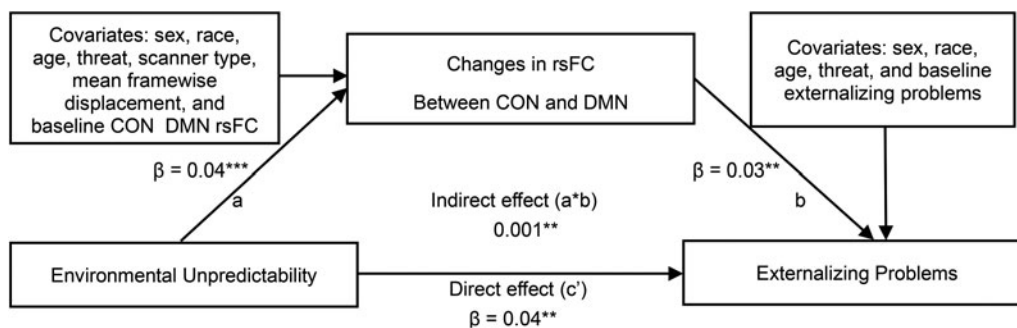 Covariates: sex, race,
age, threat, scanner type,
mean framewise
displacement, and
baseline CON DMN rsFC
Changes in rsFC
Between CON and DMN
Covariates: sex, race,
age, threat, and baseline
externalizing problems
β = 0.04***
a
β = 0.03**
b
Indirect effect (a*b)
0.001**
Environmental Unpredictability
Externalizing Problems
Direct effect (c’)
β = 0.04**